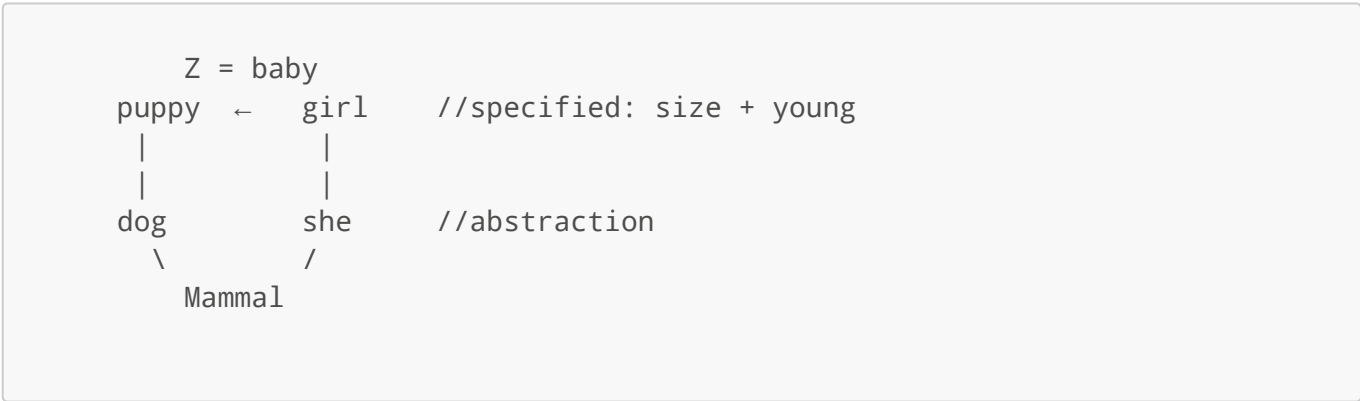 Z = baby
puppy ← girl //specified: size + young
| |
| |
dog she //abstraction
\ /
Mammal